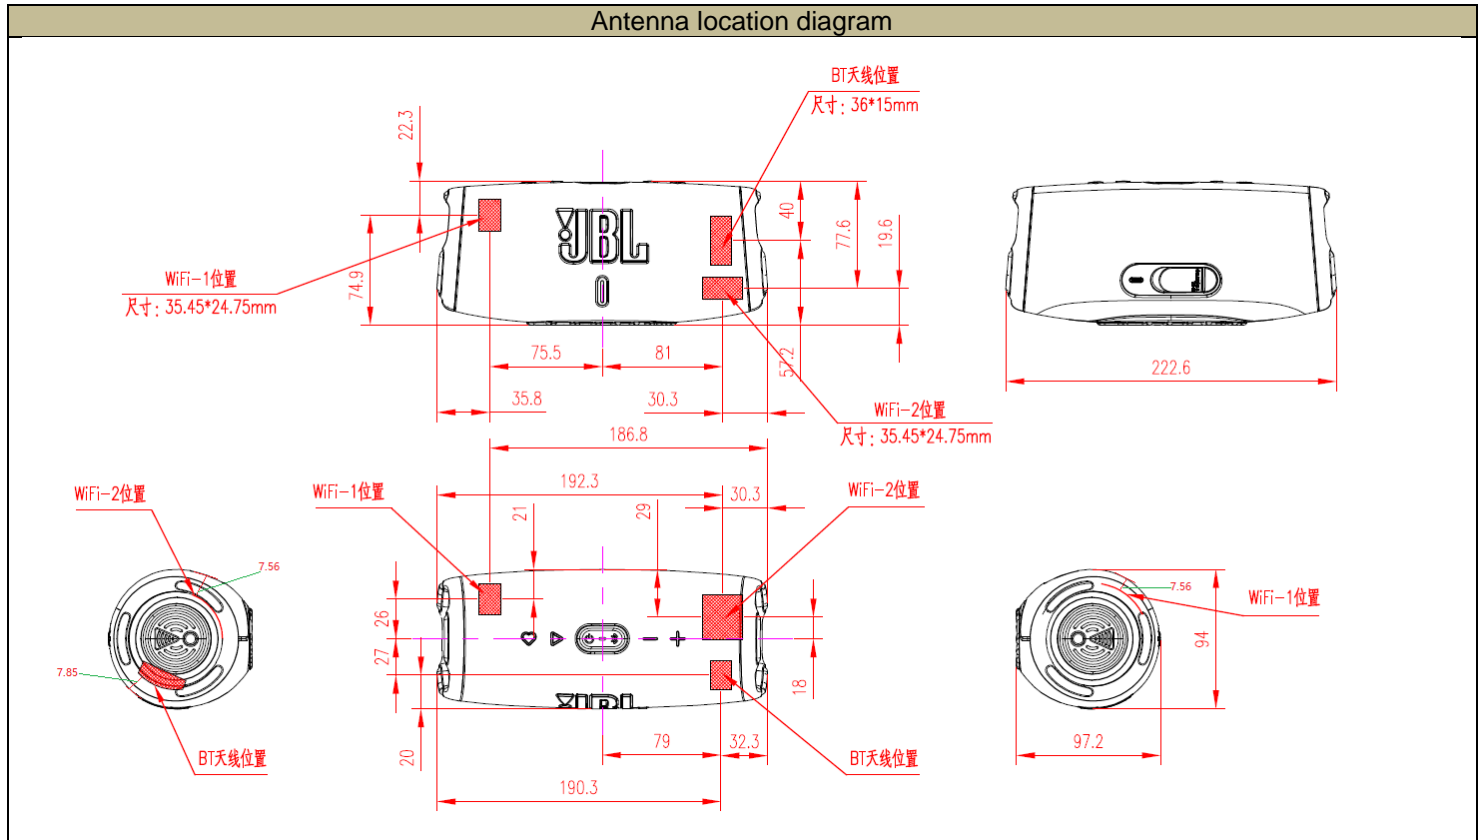 Antenna location diagram
BT天线位置
尺寸: 36*15mm
22.3
JBL
40
77.6
19.6
WiFi-1位置
尺寸: 35.45*24.75mm
74.9
75.5
81
57.2
222.6
35.8
30.3
WiFi-2位置
尺寸: 35.45*24.75mm
186.8
WiFi-2位置
WiFi-1位置
192.3
30.3
WiFi-2位置
21
29
7.56
7.56
WiFi-1位置
26
94
27
7.85
18
JBL
BT天线位置
20
79
32.3
BT天线位置
97.2
190.3